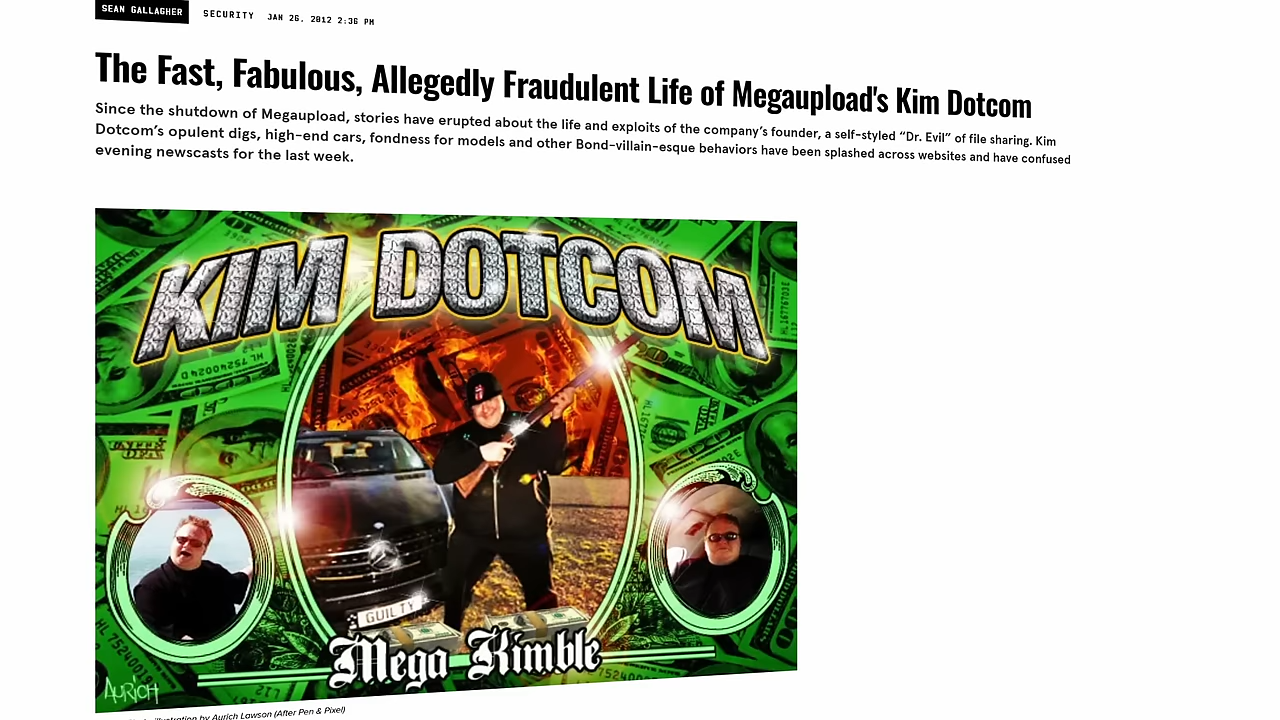 SEAN GALLAGHER SECURITY JAN 26, 2012 2:36 PM
The Fast, Fabulous, Allegedly Fraudulent Life of Megaupload's Kim Dotcom
Since the shutdown of Megaupload, stories have erupted about the life and exploits of the company’s founder, a self-styled “Dr. Evil” of file sharing. Kim
Dotcom’s opulent digs, high-end cars, fondness for models and other Bond-villain-esque behaviors have been splashed across websites and have confused
evening newscasts for the last week.
KIM DOTCOM
GUILTY
Mega Kimble
AURICH
illustration by Aurich Lawson (After Pen & Pixel)